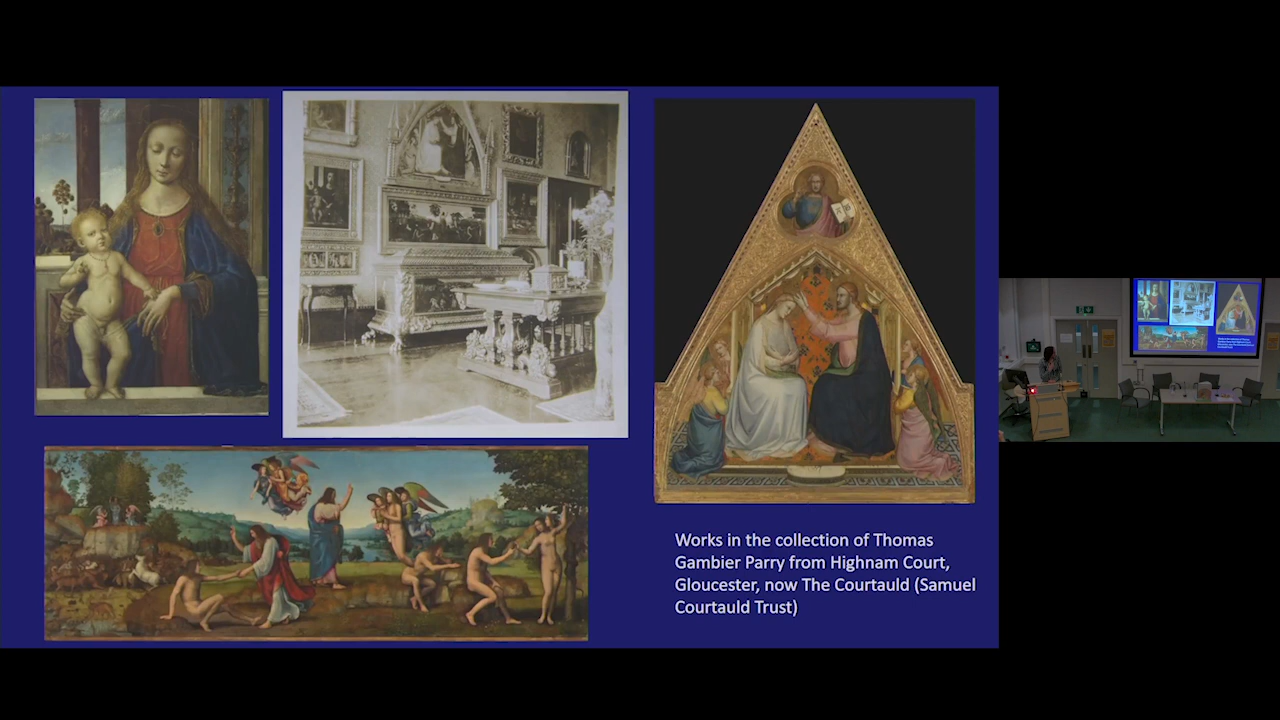 Works in the collection of Thomas
Gambier Parry from Highnam Court,
Gloucester, now The Courtauld (Samuel
Courtauld Trust)